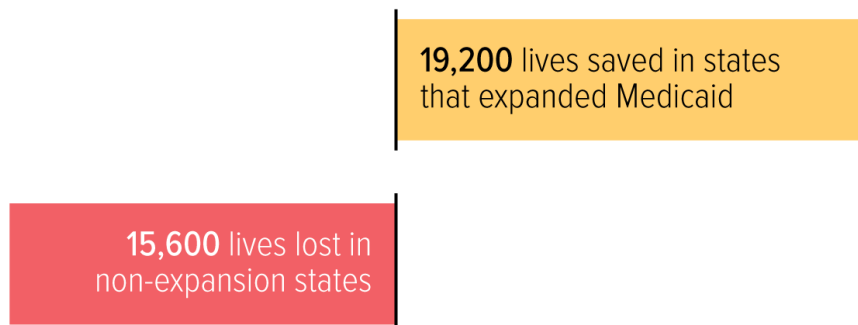 19,200 lives saved in states
that expanded Medicaid
15,600 lives lost in
non-expansion states